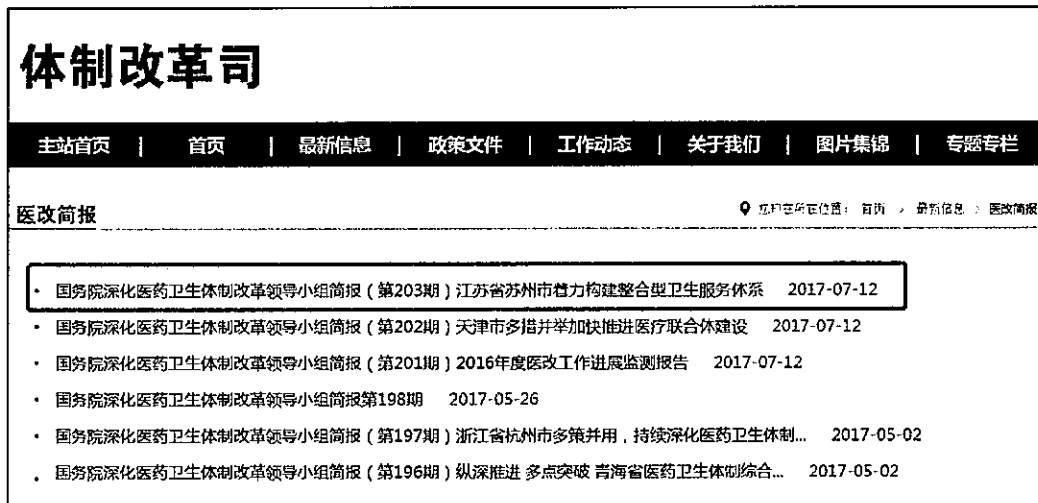 体制改革司
主站首页 | 首页 | 最新信息 | 政策文件 | 工作动态 | 关于我们 | 图片集锦 | 专题专栏
医改简报
您现在所在位置： 首页 > 最新信息 > 医改简报
• 国务院深化医药卫生体制改革领导小组简报（第203期）江苏省苏州市着力构建整合型卫生服务体系 2017-07-12
• 国务院深化医药卫生体制改革领导小组简报（第202期）天津市多措并举加快推进医疗联合体建设 2017-07-12
• 国务院深化医药卫生体制改革领导小组简报（第201期）2016年度医改工作进展监测报告 2017-07-12
• 国务院深化医药卫生体制改革领导小组简报第198期 2017-05-26
• 国务院深化医药卫生体制改革领导小组简报（第197期）浙江省杭州市多策并用，持续深化医药卫生体制... 2017-05-02
• 国务院深化医药卫生体制改革领导小组简报（第196期）纵深推进 多点突破 青海省医药卫生体制综合... 2017-05-02